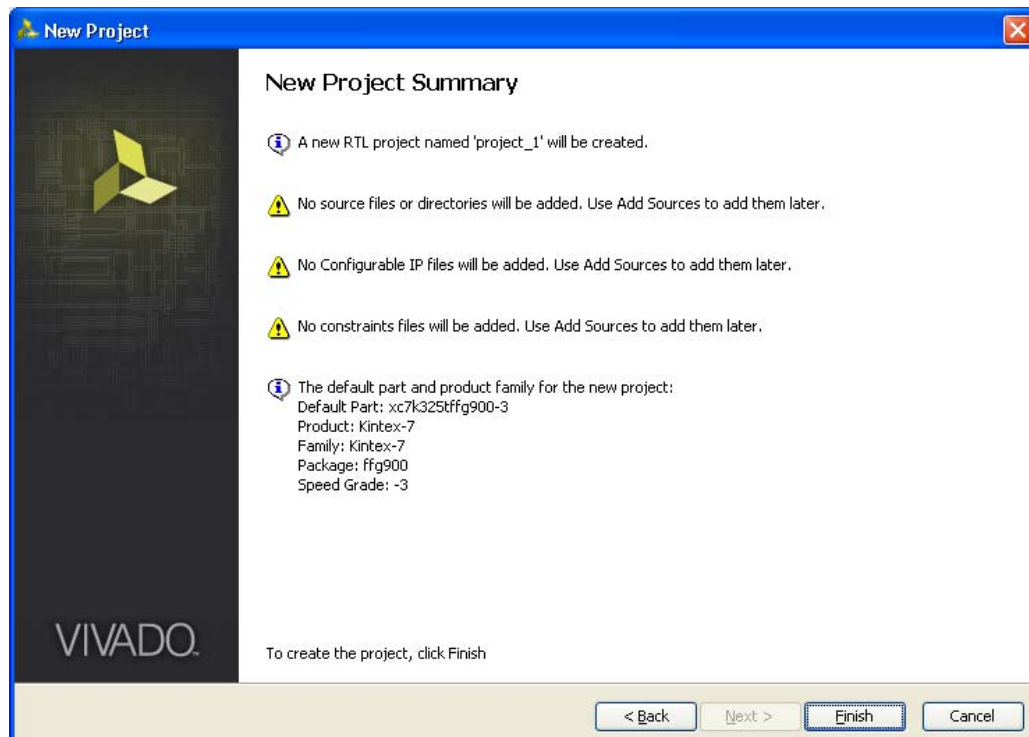 New Project
New Project Summary
A new RTL project named 'project_1' will be created.
No source files or directories will be added. Use Add Sources to add them later.
No Configurable IP files will be added. Use Add Sources to add them later.
No constraints files will be added. Use Add Sources to add them later.
The default part and product family for the new project:
Default Part: xc7k325tffg900-3
Product: Kintex-7
Family: Kintex-7
Package: ffg900
Speed Grade: -3
VIVADO™
To create the project, click Finish
< Back
Next >
Finish
Cancel